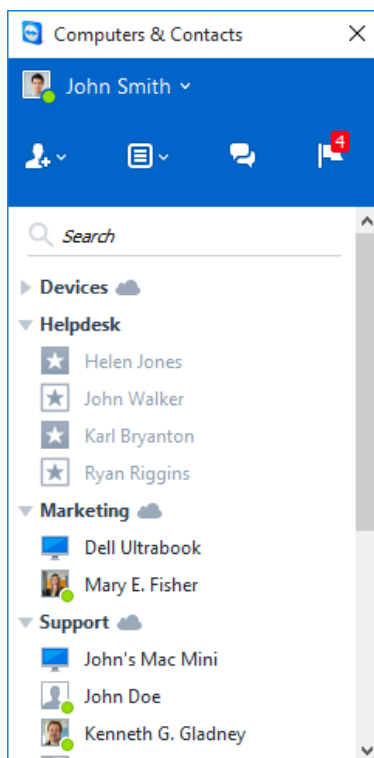 Computers & Contacts
John Smith
4
Search
Devices
Helpdesk
Helen Jones
John Walker
Karl Bryanton
Ryan Riggins
Marketing
Dell Ultrabook
Mary E. Fisher
Support
John's Mac Mini
John Doe
Kenneth G. Gladney